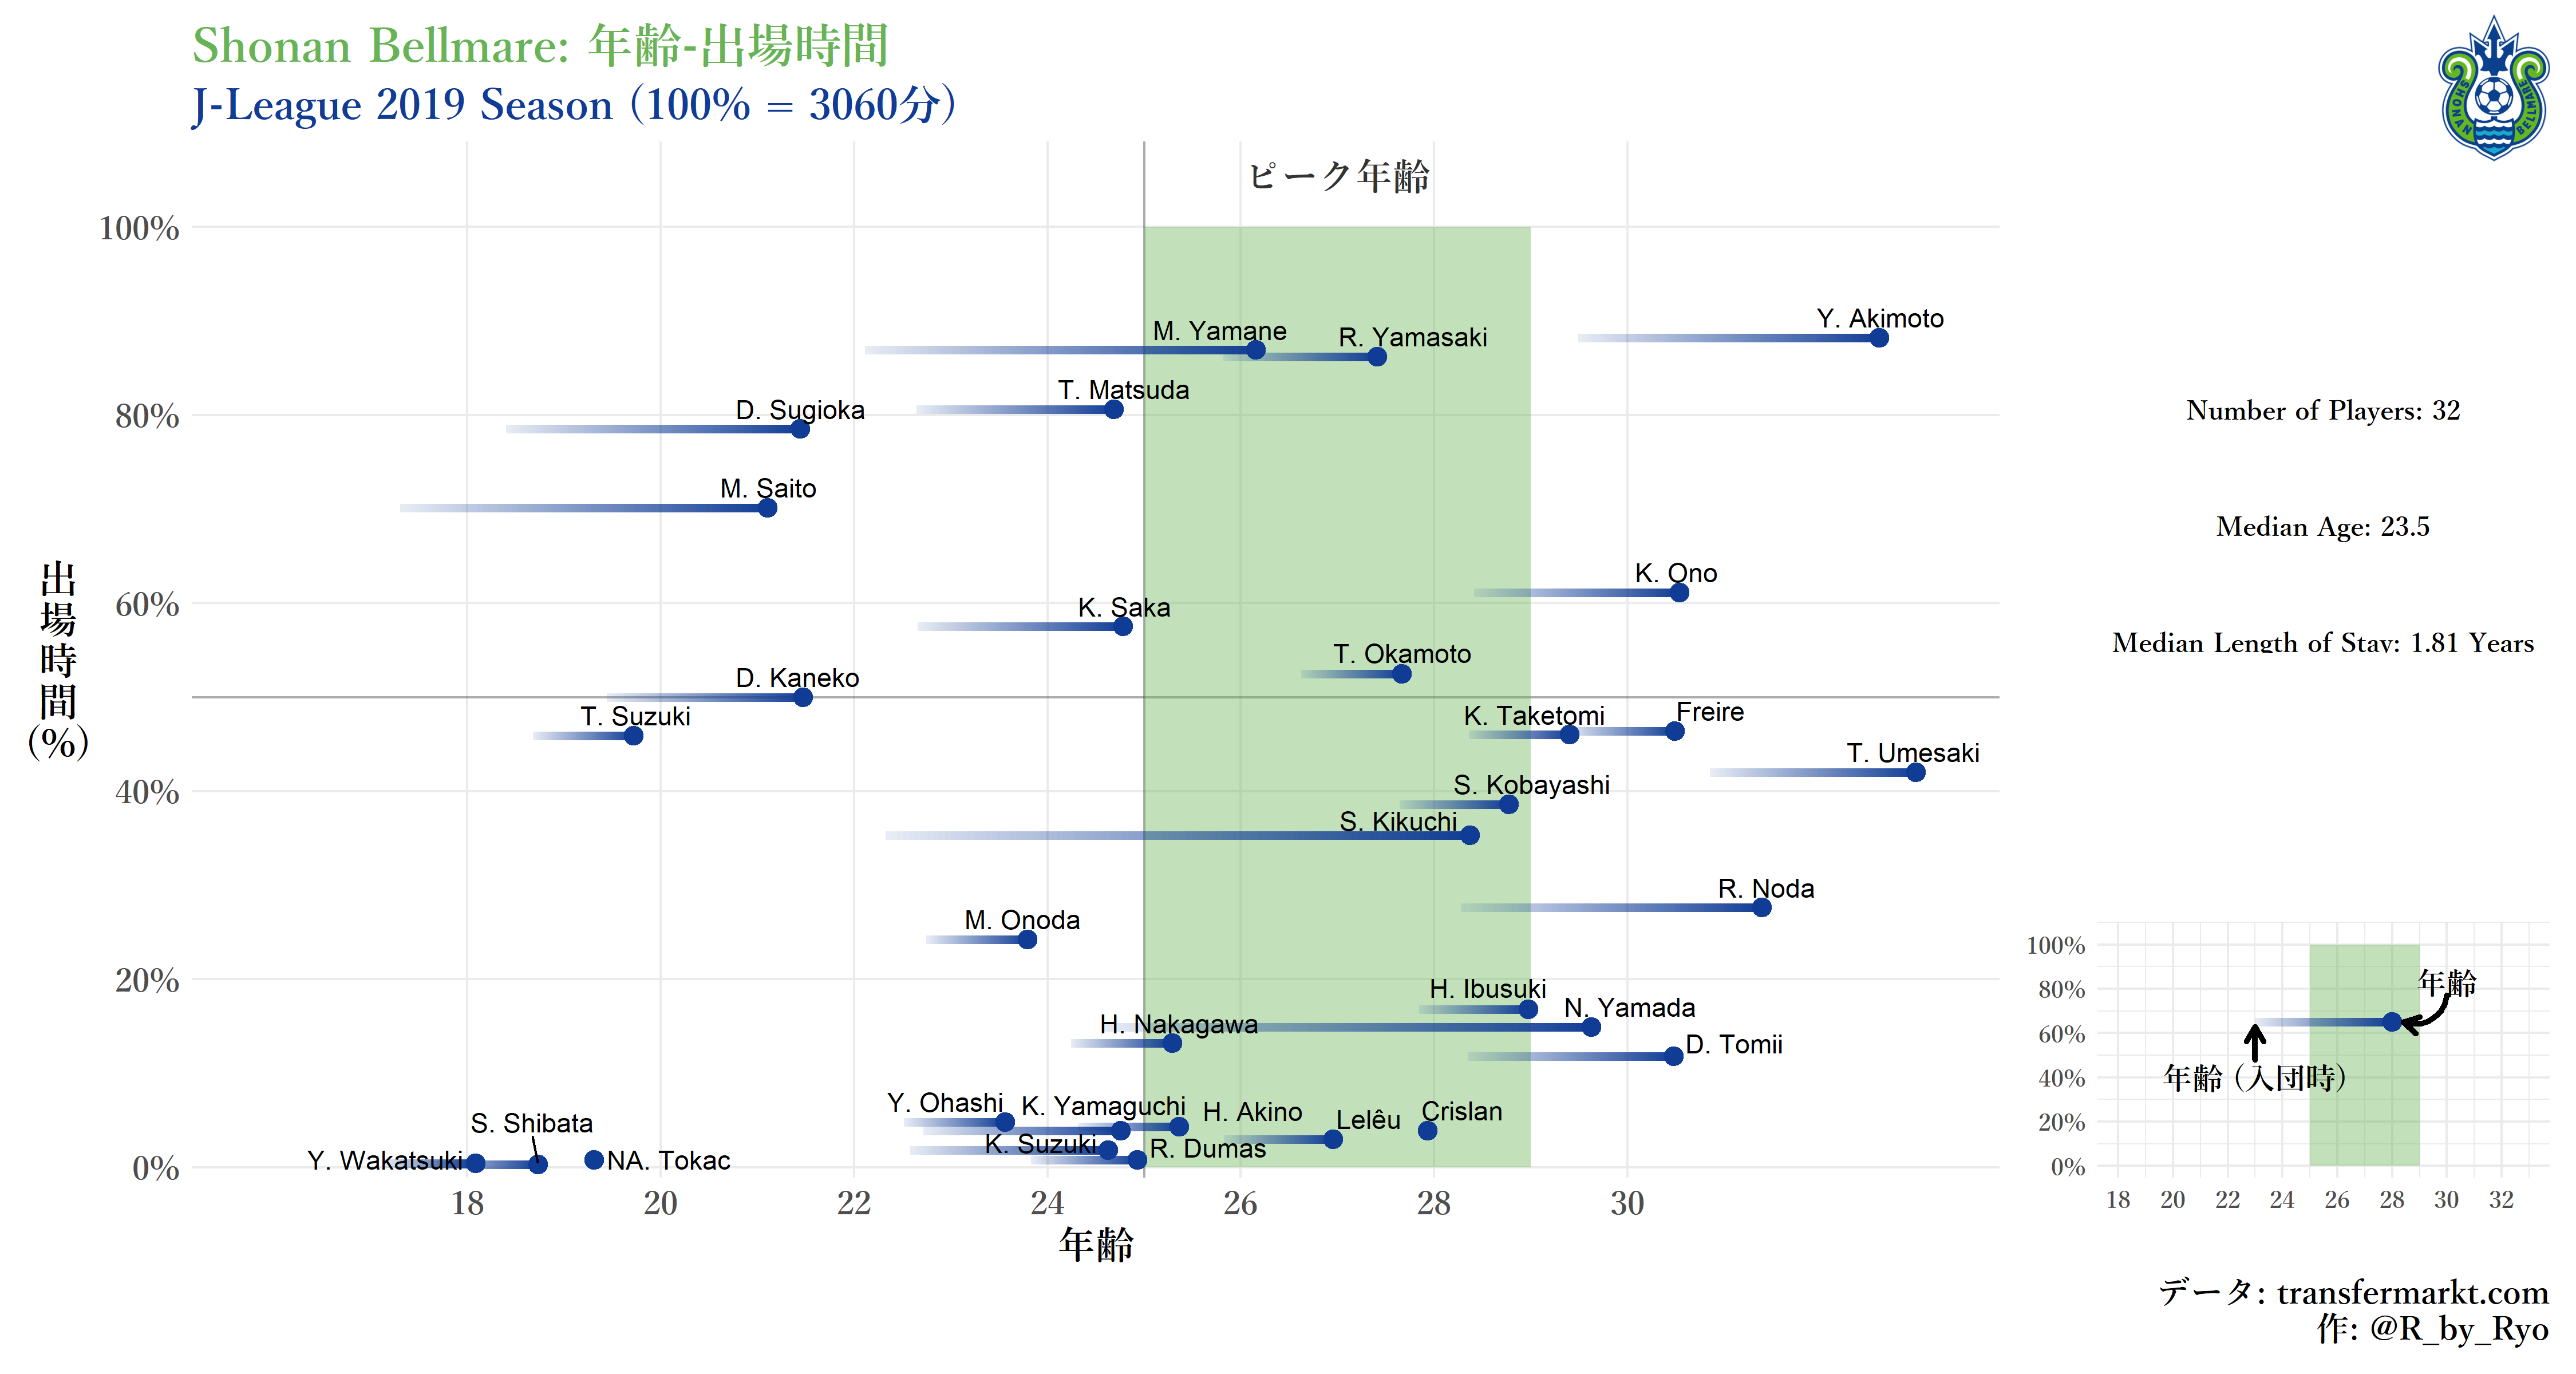 Shonan Bellmare: 年齢-出場時間
J-League 2019 Season (100% = 3060分)
SHONAN BELLMARE
ピーク年齢
100%
80%
60%
40%
20%
0%
出場時間(%)
Y. Akimoto
M. Yamane
R. Yamasaki
T. Matsuda
D. Sugioka
M. Saito
K. Ono
K. Saka
T. Okamoto
D. Kaneko
T. Suzuki
K. Taketomi
Freire
T. Umesaki
S. Kobayashi
S. Kikuchi
R. Noda
M. Onoda
H. Ibusuki
N. Yamada
H. Nakagawa
D. Tomii
Y. Ohashi
K. Yamaguchi
H. Akino
Lelêu
Crislan
S. Shibata
K. Suzuki
R. Dumas
Y. Wakatsuki
NA. Tokac
18 20 22 24 26 28 30
年齢
Number of Players: 32
Median Age: 23.5
Median Length of Stay: 1.81 Years
100%
80%
60%
40%
20%
0%
年齢
年齢 (入団時)
18 20 22 24 26 28 30 32
データ: transfermarkt.com
作: @R_by_Ryo